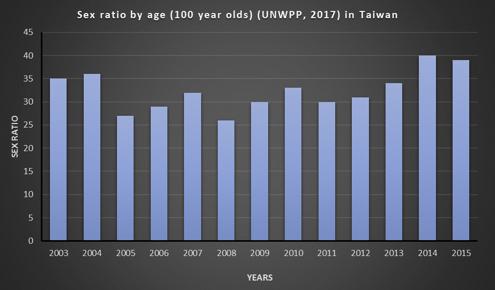 Sex ratio by age (100 year olds) (UNWPP, 2017) in Taiwan
45
40
35
30
25
20
15
10
5
0
SEX RATIO
2003 2004 2005 2006 2007 2008 2009 2010 2011 2012 2013 2014 2015
YEARS